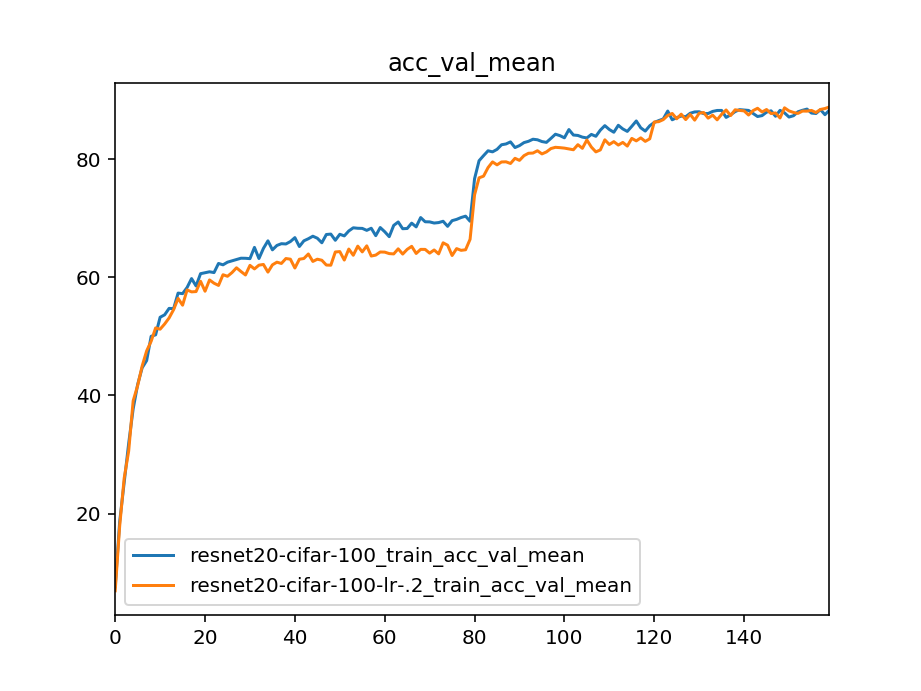 acc_val_mean
80
60
40
20
resnet20-cifar-100_train_acc_val_mean
resnet20-cifar-100-lr-.2_train_acc_val_mean
0 20 40 60 80 100 120 140